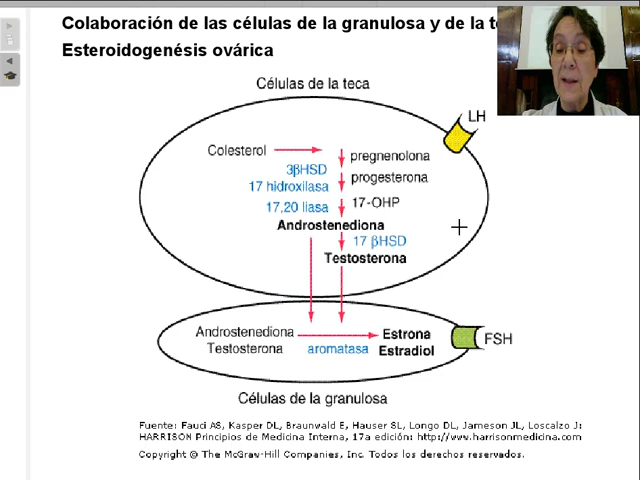 Colaboración de las células de la granulosa y de la
Esteroidogenésis ovárica
Células de la teca
LH
Colesterol
pregnenolona
3βHSD
progesterona
17 hidroxilasa
17,20 liasa
17-OHP
Androstenediona
17 βHSD
Testosterona
Androstenediona
Estrona
FSH
Testosterona
aromatasa
Estradiol
Células de la granulosa
Fuente: Fauci AS, Kasper DL, Braunwald E, Hauser SL, Longo DL, Jameson JL, Loscalzo J:
HARRISON Principios de Medicina Interna, 17a edición: http://www.harrisonmedicina.com
Copyright © The McGraw-Hill Companies, Inc. Todos los derechos reservados.